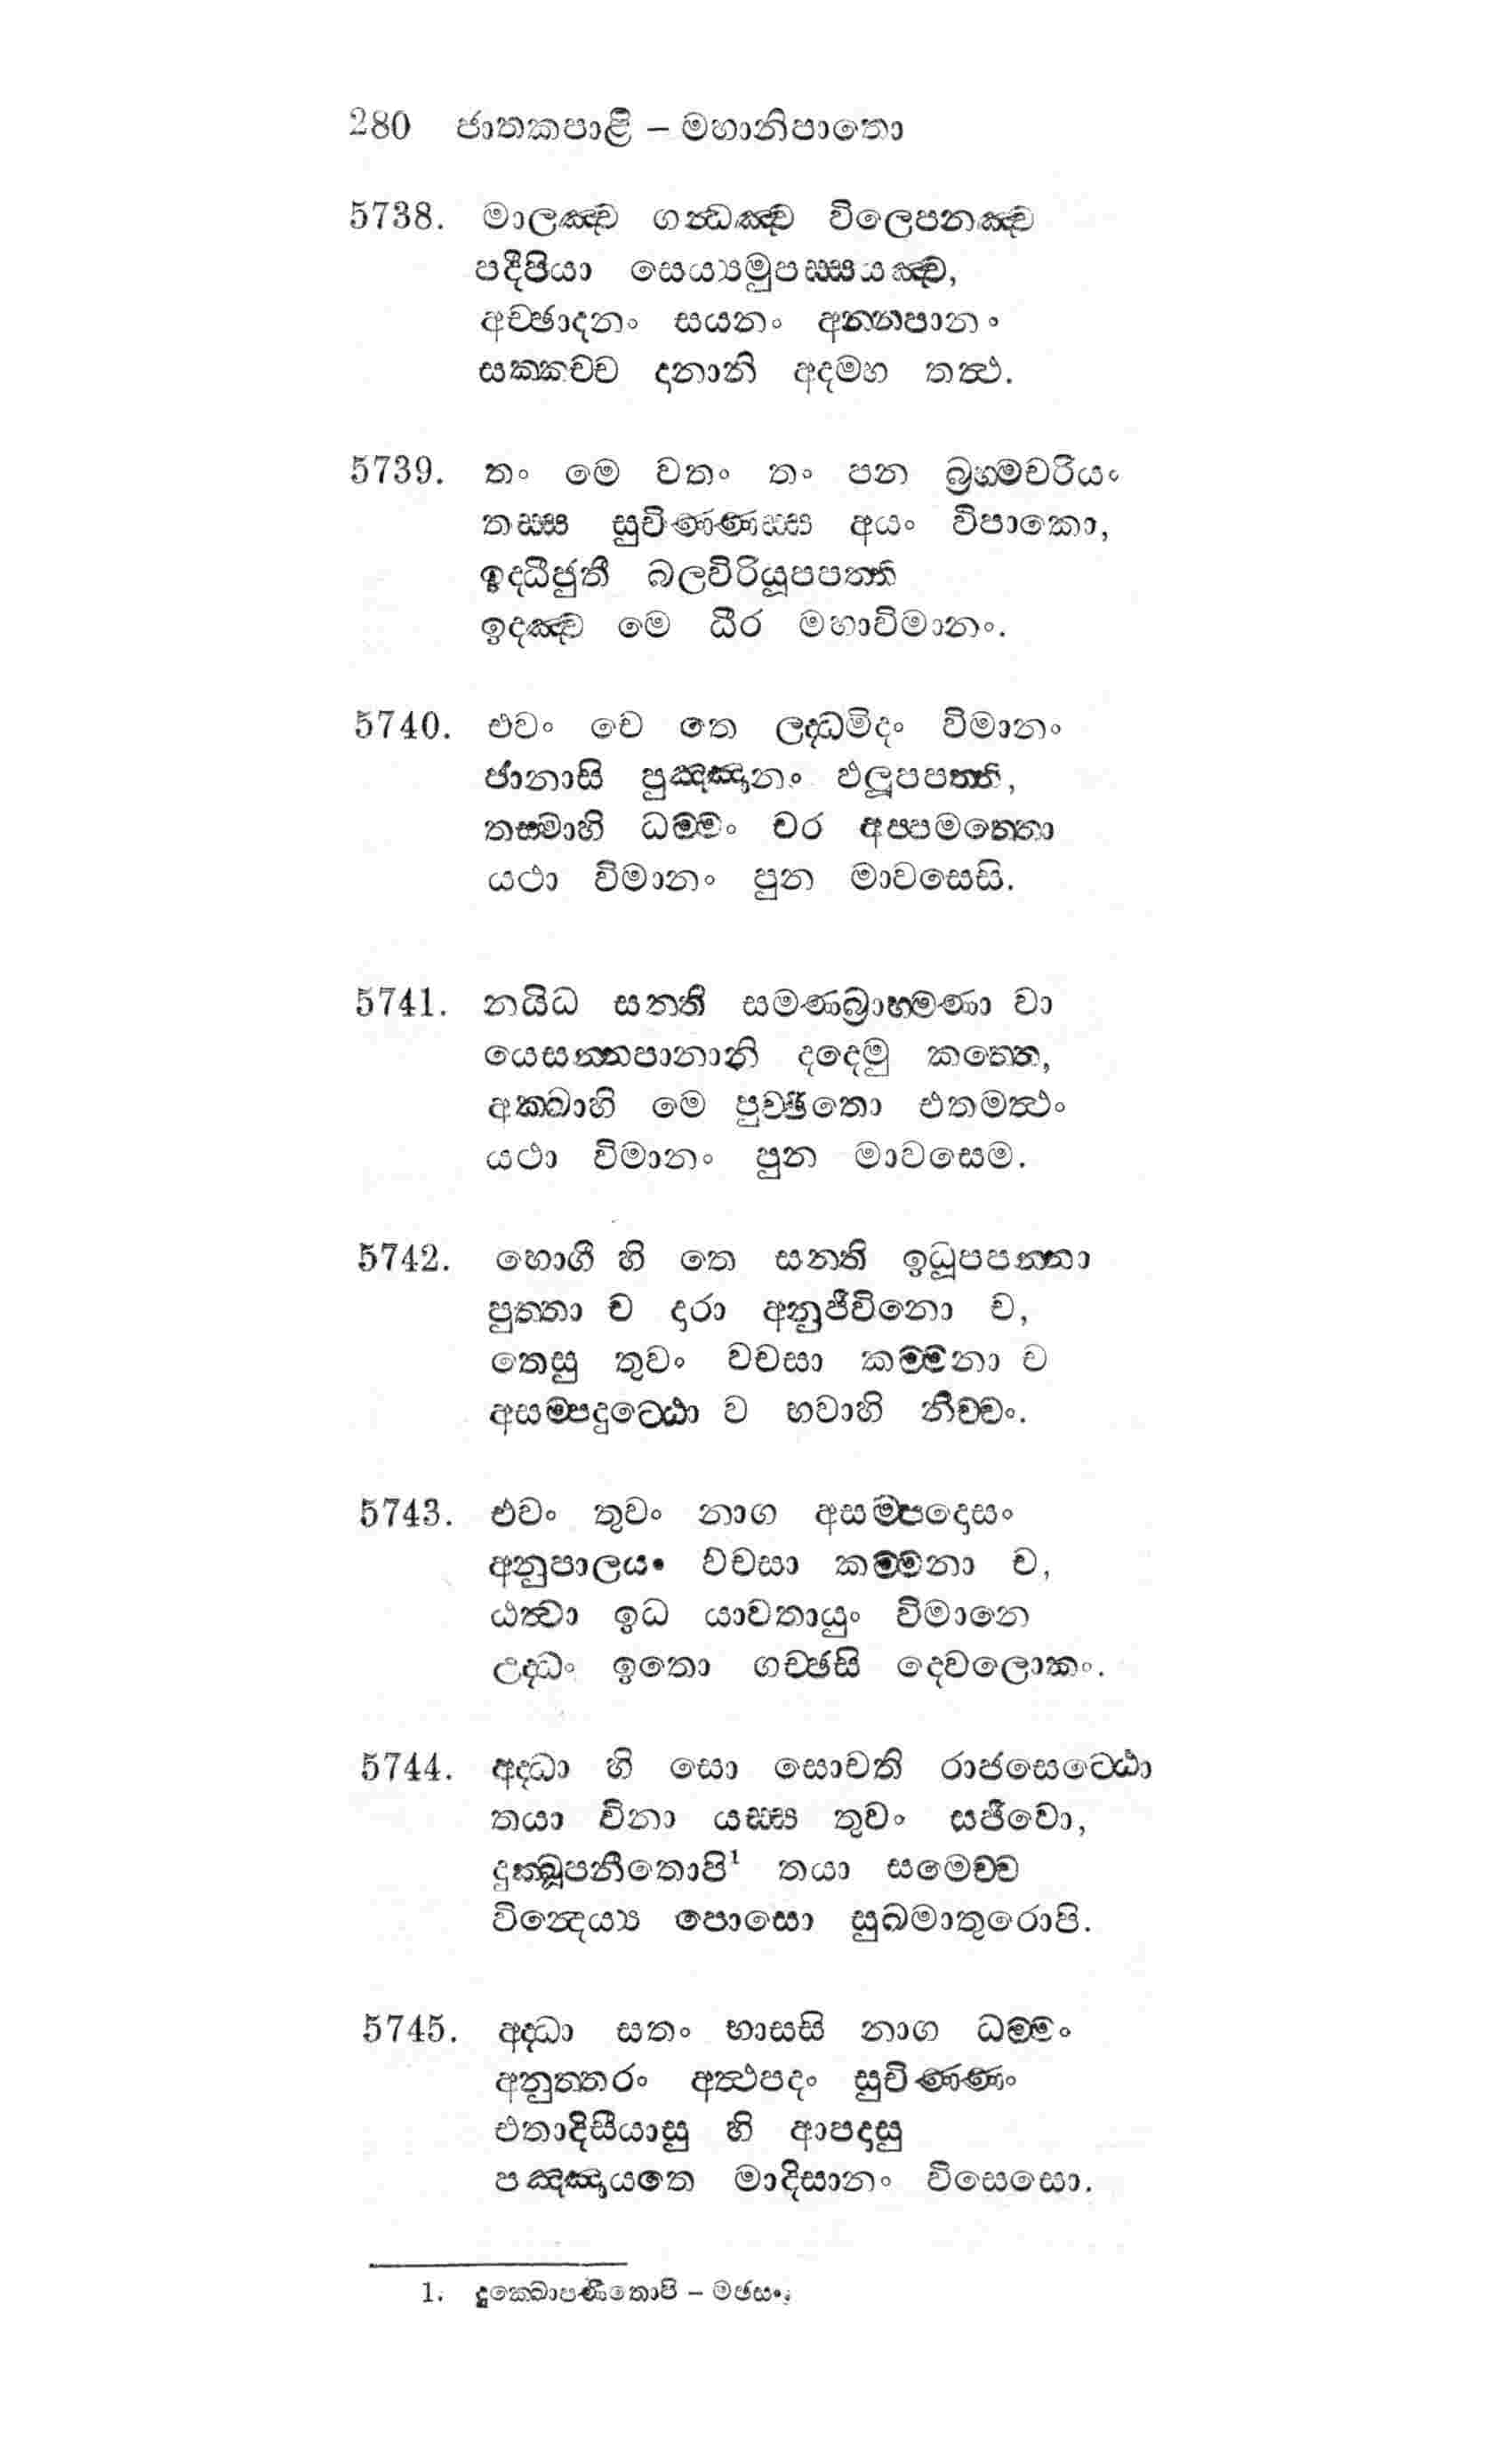 280 ජාතකපාළි – මහානිපාතො
5738. මාලඤ්ච ගන්ධඤ්ච විලෙපනඤ්ච
පදීපියා සෙය්‍යමුපස්සයඤ්ච,
අච්ඡාදනං සයනං අන්නපානං
සක්කච්ච දානානි අදම්හ තත්ථ.
5739. තං මෙ වතං තං පන බ්‍රහ්මචරියං
තස්ස සුචිණ්ණස්ස අයං විපාකො,
ඉද්ධීජුතී බලවිරියූපපත්ති
ඉදඤ්ච මෙ ධීර මහාවිමානං.
5740. එවං චෙ තෙ ලද්ධමිදං විමානං
ජානාසි පුඤ්ඤානං ඵලූපපත්තිං,
තස්මාහි ධම්මං චර අප්පමත්තො
යථා විමානං පුන මාවසෙසි.
5741. නයිධ සන්ති සමණබ්‍රාහ්මණා වා
යෙසන්නපානානි දදෙමු කත්තෙ,
අක්ඛාහි මෙ පුච්ඡිතො එතමත්ථං
යථා විමානං පුන මාවසෙම.
5742. භොගී හි තෙ සන්ති ඉධූපපන්නා
පුත්තා ච දාරා අනුජීවිනො ච,
තෙසු තුවං වචසා කම්මනා ච
අසම්පදුට්ඨො ව භවාහි නිච්චං.
5743. එවං තුවං නාග අසම්පදොසං
අනුපාලයං වචසා කම්මනා ච,
ඨත්වා ඉධ යාවතායුං විමානෙ
උද්ධං ඉතො ගච්ඡසි දෙවලොකං.
5744. අද්ධා හි සො සොචති රාජසෙට්ඨො
තයා විනා යස්ස තුවං සජීවො,
දුක්ඛූපනීතොපි¹ තයා සමෙච්ච
වින්දෙය්‍ය පොසො සුඛමාතුරොපි.
5745. අද්ධා සතං භාසසි නාග ධම්මං
අනුත්තරං අත්ථපදං සුචිණ්ණං
එතාදිසියාසු හි ආපදාසු
පඤ්ඤායතෙ මාදිසානං විසෙසො.
1. දුක්ඛොපණීතොපි – මඡසං.